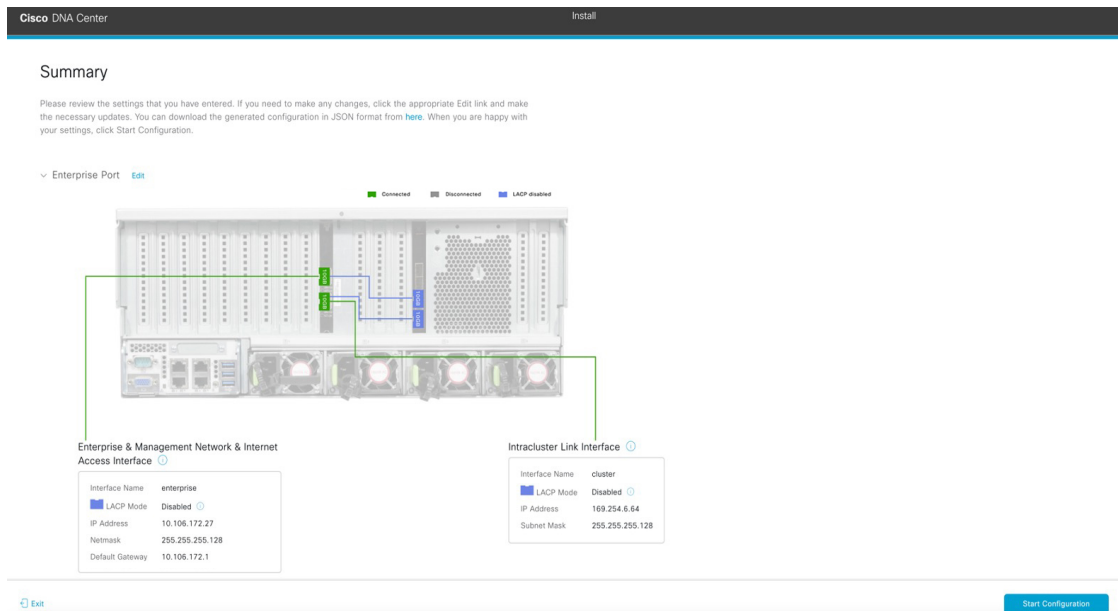 Cisco DNA Center
Install
Summary
Please review the settings that you have entered. If you need to make any changes, click the appropriate Edit link and make
the necessary updates. You can download the generated configuration in JSON format from here. When you are happy with
your settings, click Start Configuration.
Enterprise Port Edit
Connected Disconnected LACP disabled
Enterprise & Management Network & Internet
Access Interface
Interface Name enterprise
LACP Mode Disabled
IP Address 10.106.172.27
Netmask 255.255.255.128
Default Gateway 10.106.172.1
Intracluster Link Interface
Interface Name cluster
LACP Mode Disabled
IP Address 169.254.6.64
Subnet Mask 255.255.255.128
Exit
Start Configuration